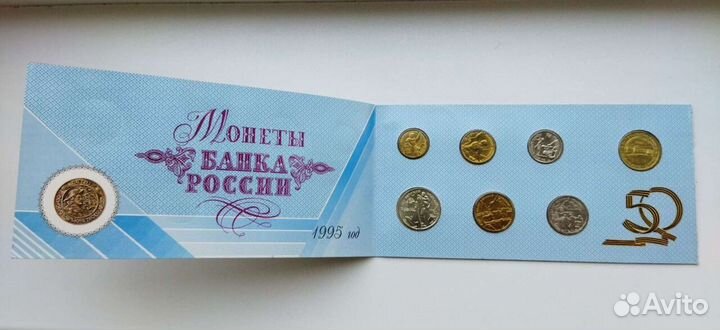 Монеты
БАНКА
РОССИИ
1995 год
50
Avito